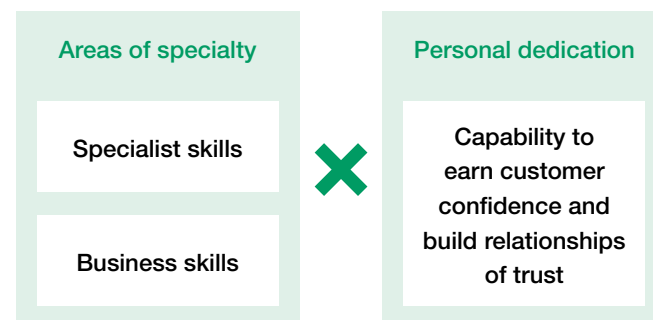 Areas of specialty
Specialist skills
Business skills
Personal dedication
Capability to
earn customer
confidence and
build relationships
of trust